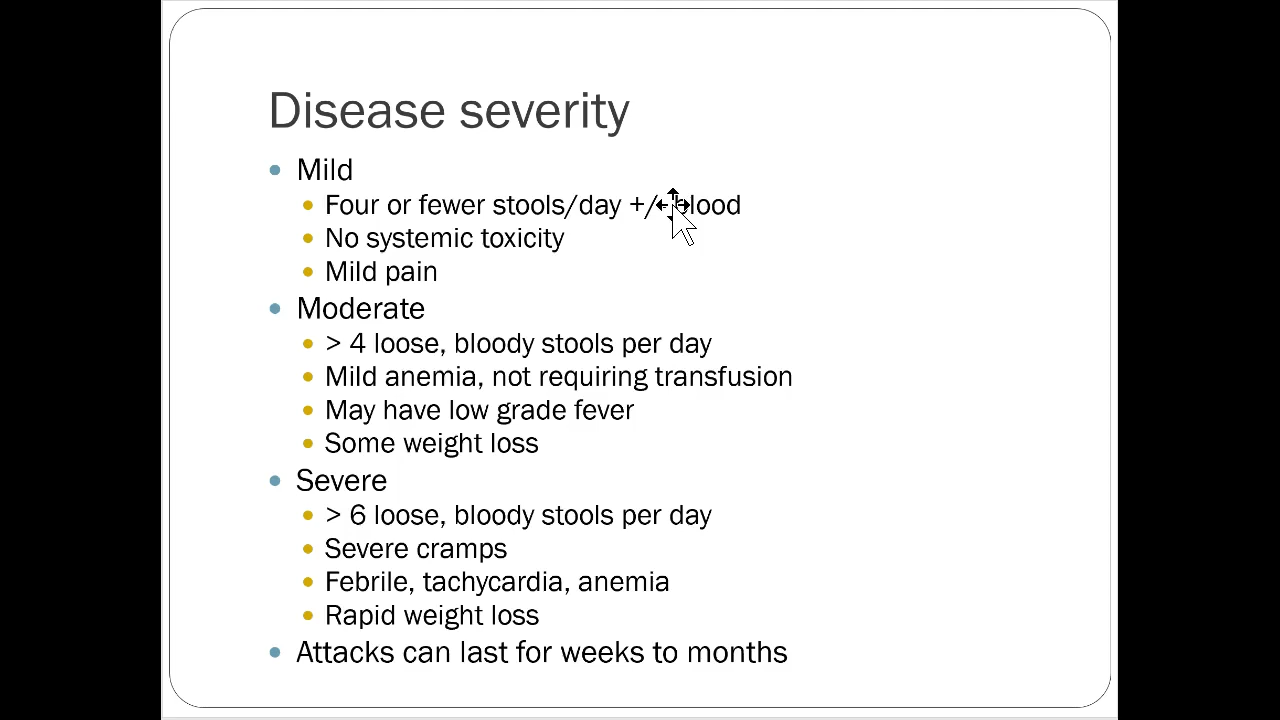 Disease severity
Mild
Four or fewer stools/day +/- blood
No systemic toxicity
Mild pain
Moderate
> 4 loose, bloody stools per day
Mild anemia, not requiring transfusion
May have low grade fever
Some weight loss
Severe
> 6 loose, bloody stools per day
Severe cramps
Febrile, tachycardia, anemia
Rapid weight loss
Attacks can last for weeks to months